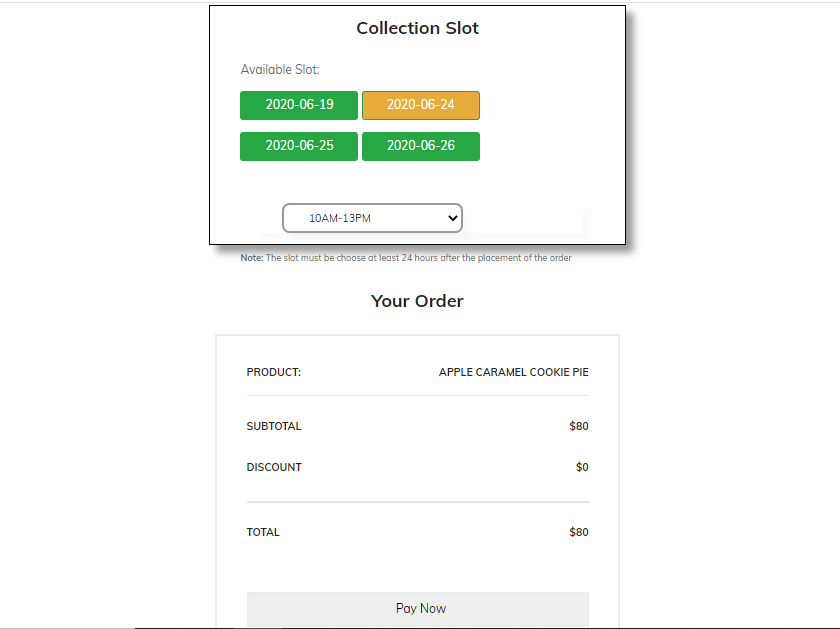 Collection Slot
Available Slot:
2020-06-19 2020-06-24
2020-06-25 2020-06-26
10AM-13PM
Note: The slot must be choose at least 24 hours after the placement of the order
Your Order
PRODUCT: APPLE CARAMEL COOKIE PIE
SUBTOTAL $80
DISCOUNT $0
TOTAL $80
Pay Now